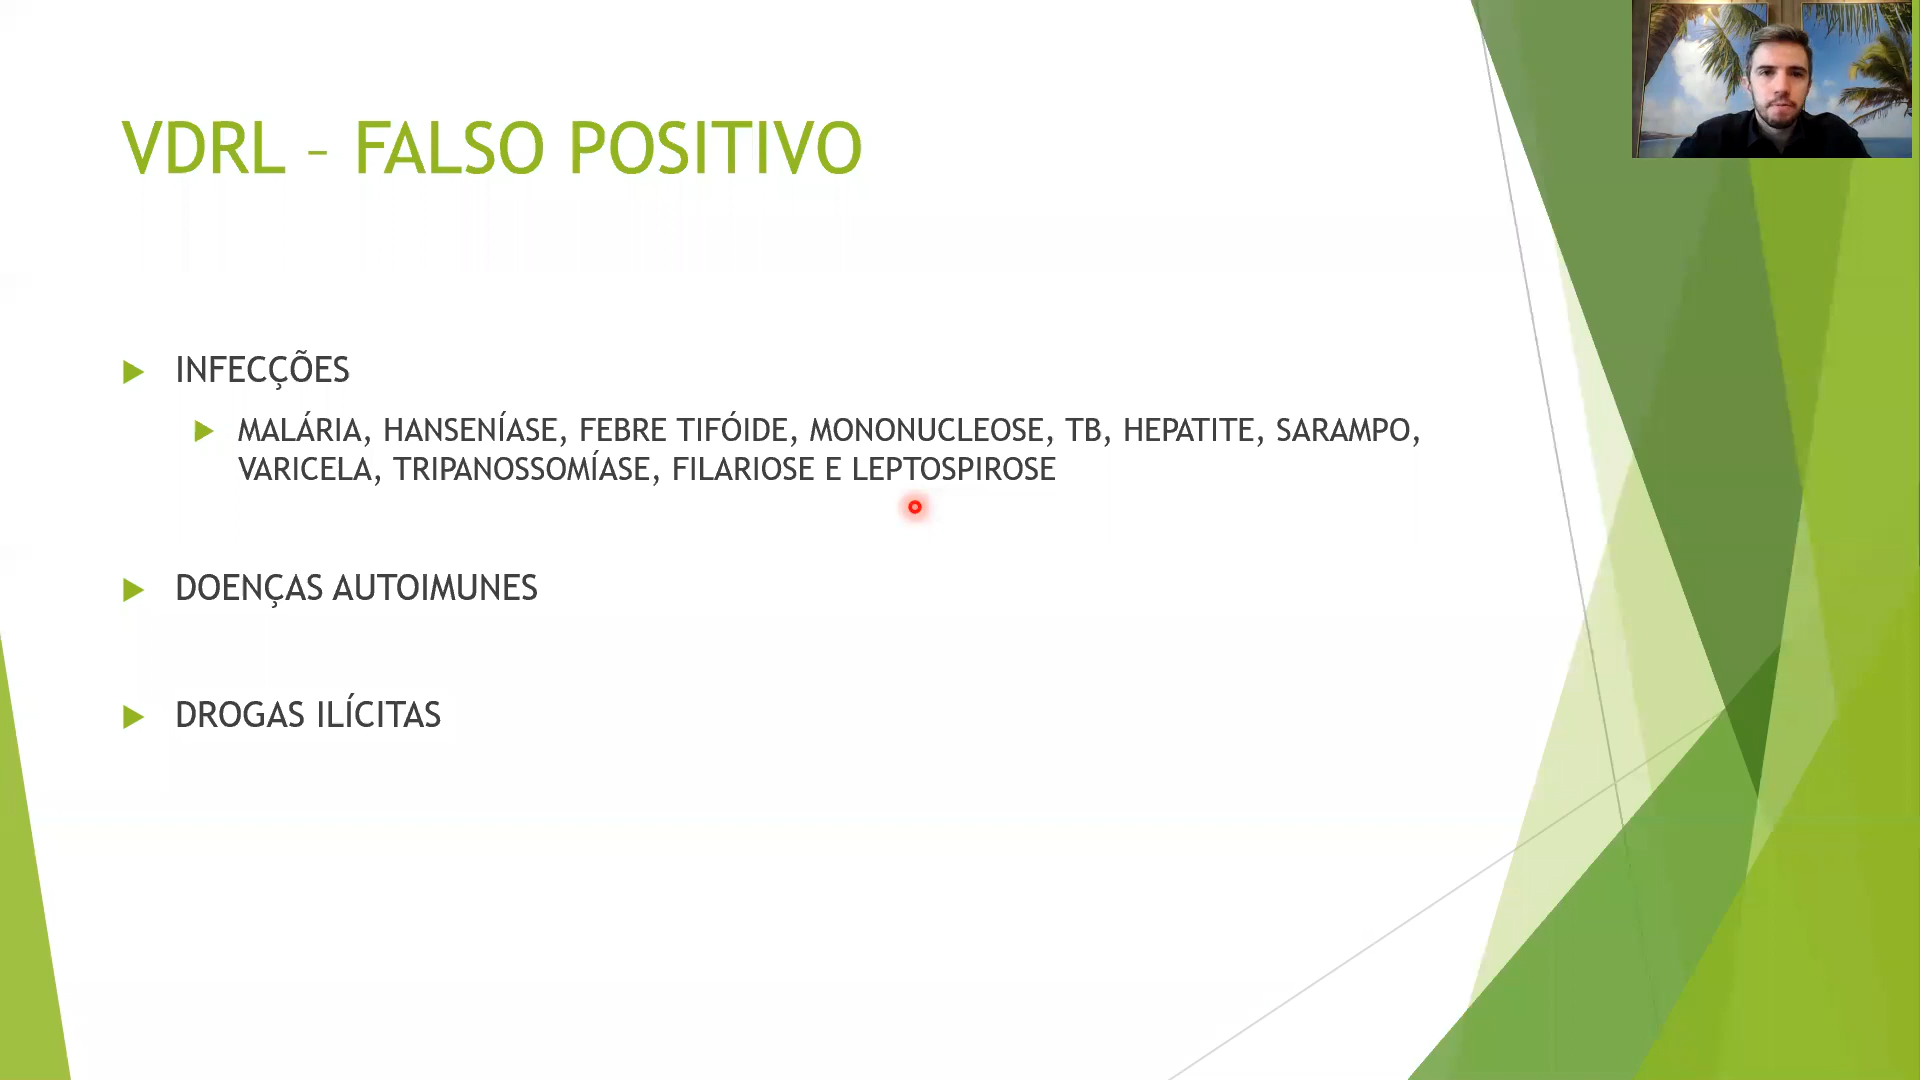 VDRL – FALSO POSITIVO
INFECÇÕES
MALÁRIA, HANSENÍASE, FEBRE TIFÓIDE, MONONUCLEOSE, TB, HEPATITE, SARAMPO,
VARICELA, TRIPANOSSOMÍASE, FILARIOSE E LEPTOSPIROSE
DOENÇAS AUTOIMUNES
DROGAS ILÍCITAS